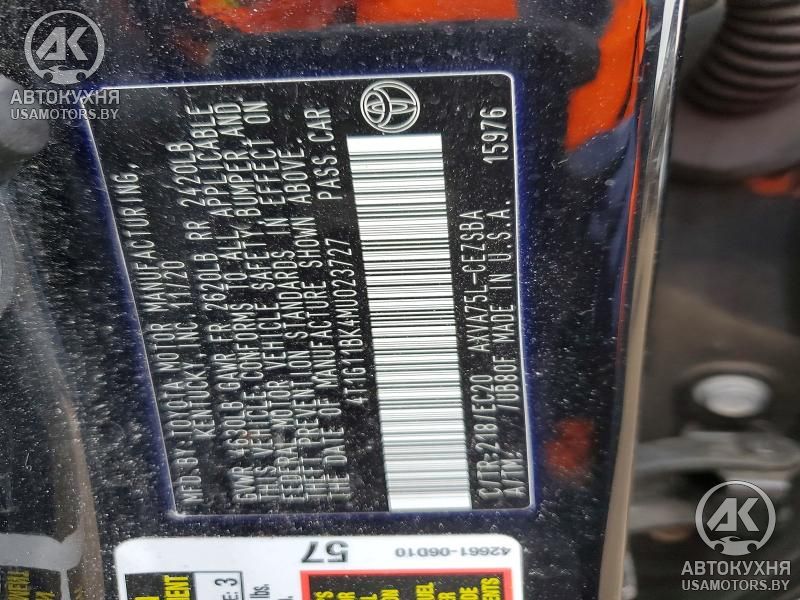 АВТОКУХНЯ
USAMOTORS.BY
MFD BY: TOYOTA MOTOR MANUFACTURING,
KENTUCKY, INC. 11/20
GVWR 4630LB GAWR FR 2620LB RR 2420LB
THIS VEHICLE CONFORMS TO ALL APPLICABLE
FEDERAL MOTOR VEHICLE SAFETY, BUMPER, AND
THEFT PREVENTION STANDARDS IN EFFECT ON
THE DATE OF MANUFACTURE SHOWN ABOVE.
4T1G11BK4MU023727 PASS.CAR
C/TR:218/EC20 AXVA75L-CEZSBA 15976
A/TM: /UB80F MADE IN U.S.A.
57
42661-06D10
E: 3
lbs.
АВТОКУХНЯ
USAMOTORS.BY